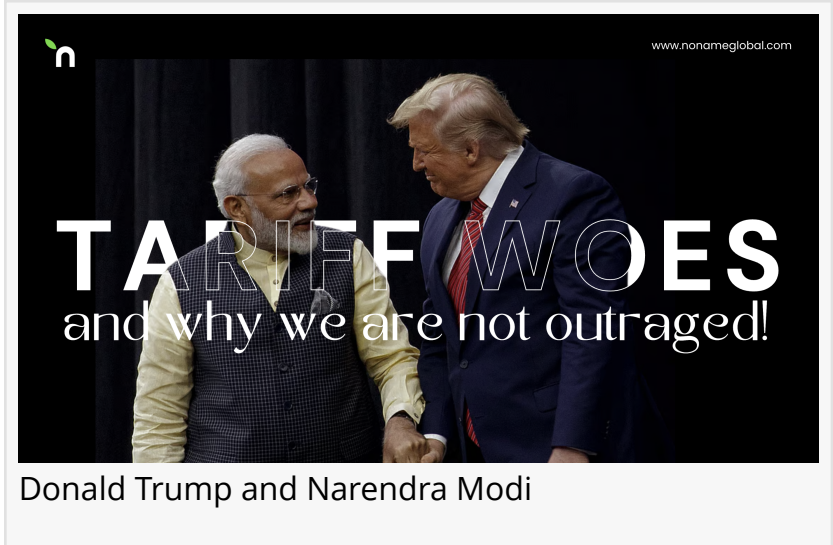 n
www.nonameglobal.com
TARIFF WOES
and why we are not outraged!
Donald Trump and Narendra Modi